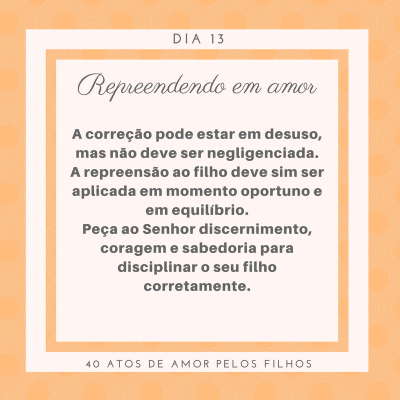 DIA 13
Repreendendo em amor
A correção pode estar em desuso,
mas não deve ser negligenciada.
A repreensão ao filho deve sim ser
aplicada em momento oportuno e
em equilíbrio.
Peça ao Senhor discernimento,
coragem e sabedoria para
disciplinar o seu filho
corretamente.
40 ATOS DE AMOR PELOS FILHOS